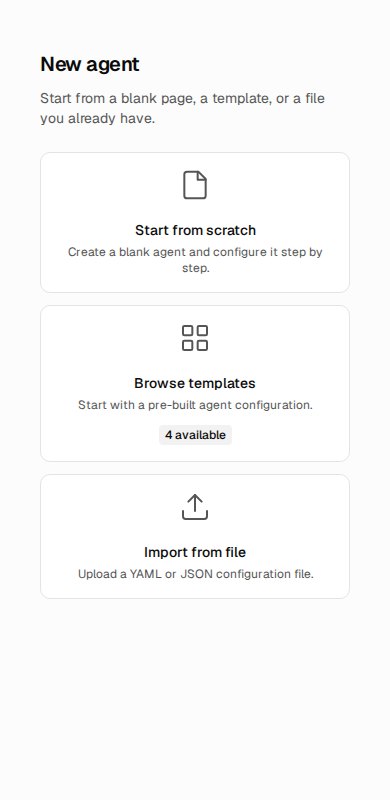 New agent
Start from a blank page, a template, or a file
you already have.
Start from scratch
Create a blank agent and configure it step by
step.
Browse templates
Start with a pre-built agent configuration.
4 available
Import from file
Upload a YAML or JSON configuration file.